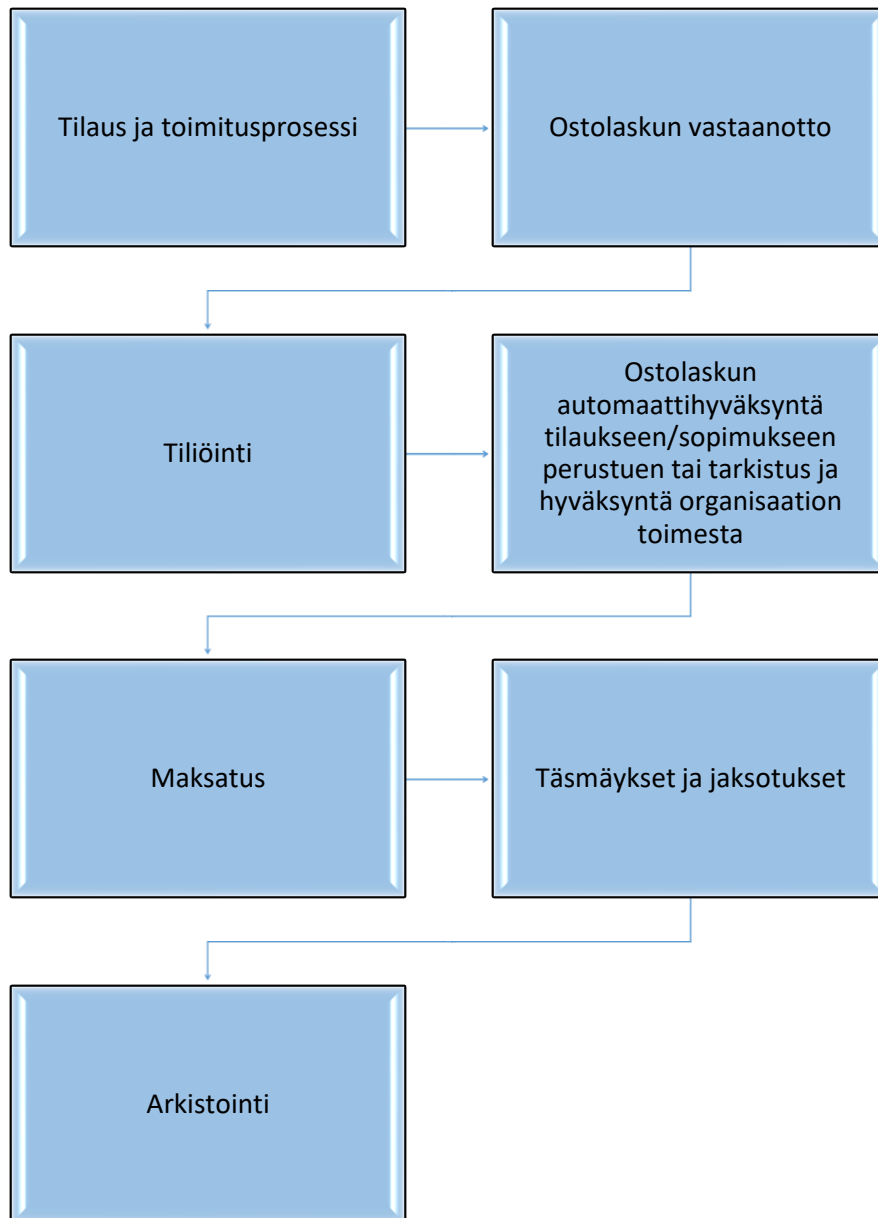 Tilaus ja toimitusprosessi
Ostolaskun vastaanotto
Tiliöinti
Ostolaskun
automaattihyväksyntä
tilaukseen/sopimukseen
perustuen tai tarkistus ja
hyväksyntä organisaation
toimesta
Maksatus
Täsmäykset ja jaksotukset
Arkistointi